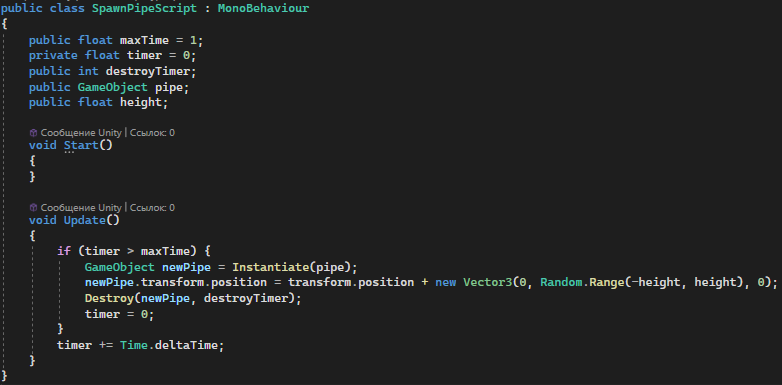 public class SpawnPipeScript : MonoBehaviour
{
    public float maxTime = 1;
    private float timer = 0;
    public int destroyTimer;
    public GameObject pipe;
    public float height;

    Сообщение Unity | Ссылок: 0
    void Start()
    {
    }

    Сообщение Unity | Ссылок: 0
    void Update()
    {
        if (timer > maxTime) {
            GameObject newPipe = Instantiate(pipe);
            newPipe.transform.position = transform.position + new Vector3(0, Random.Range(-height, height), 0);
            Destroy(newPipe, destroyTimer);
            timer = 0;
        }
        timer += Time.deltaTime;
    }
}